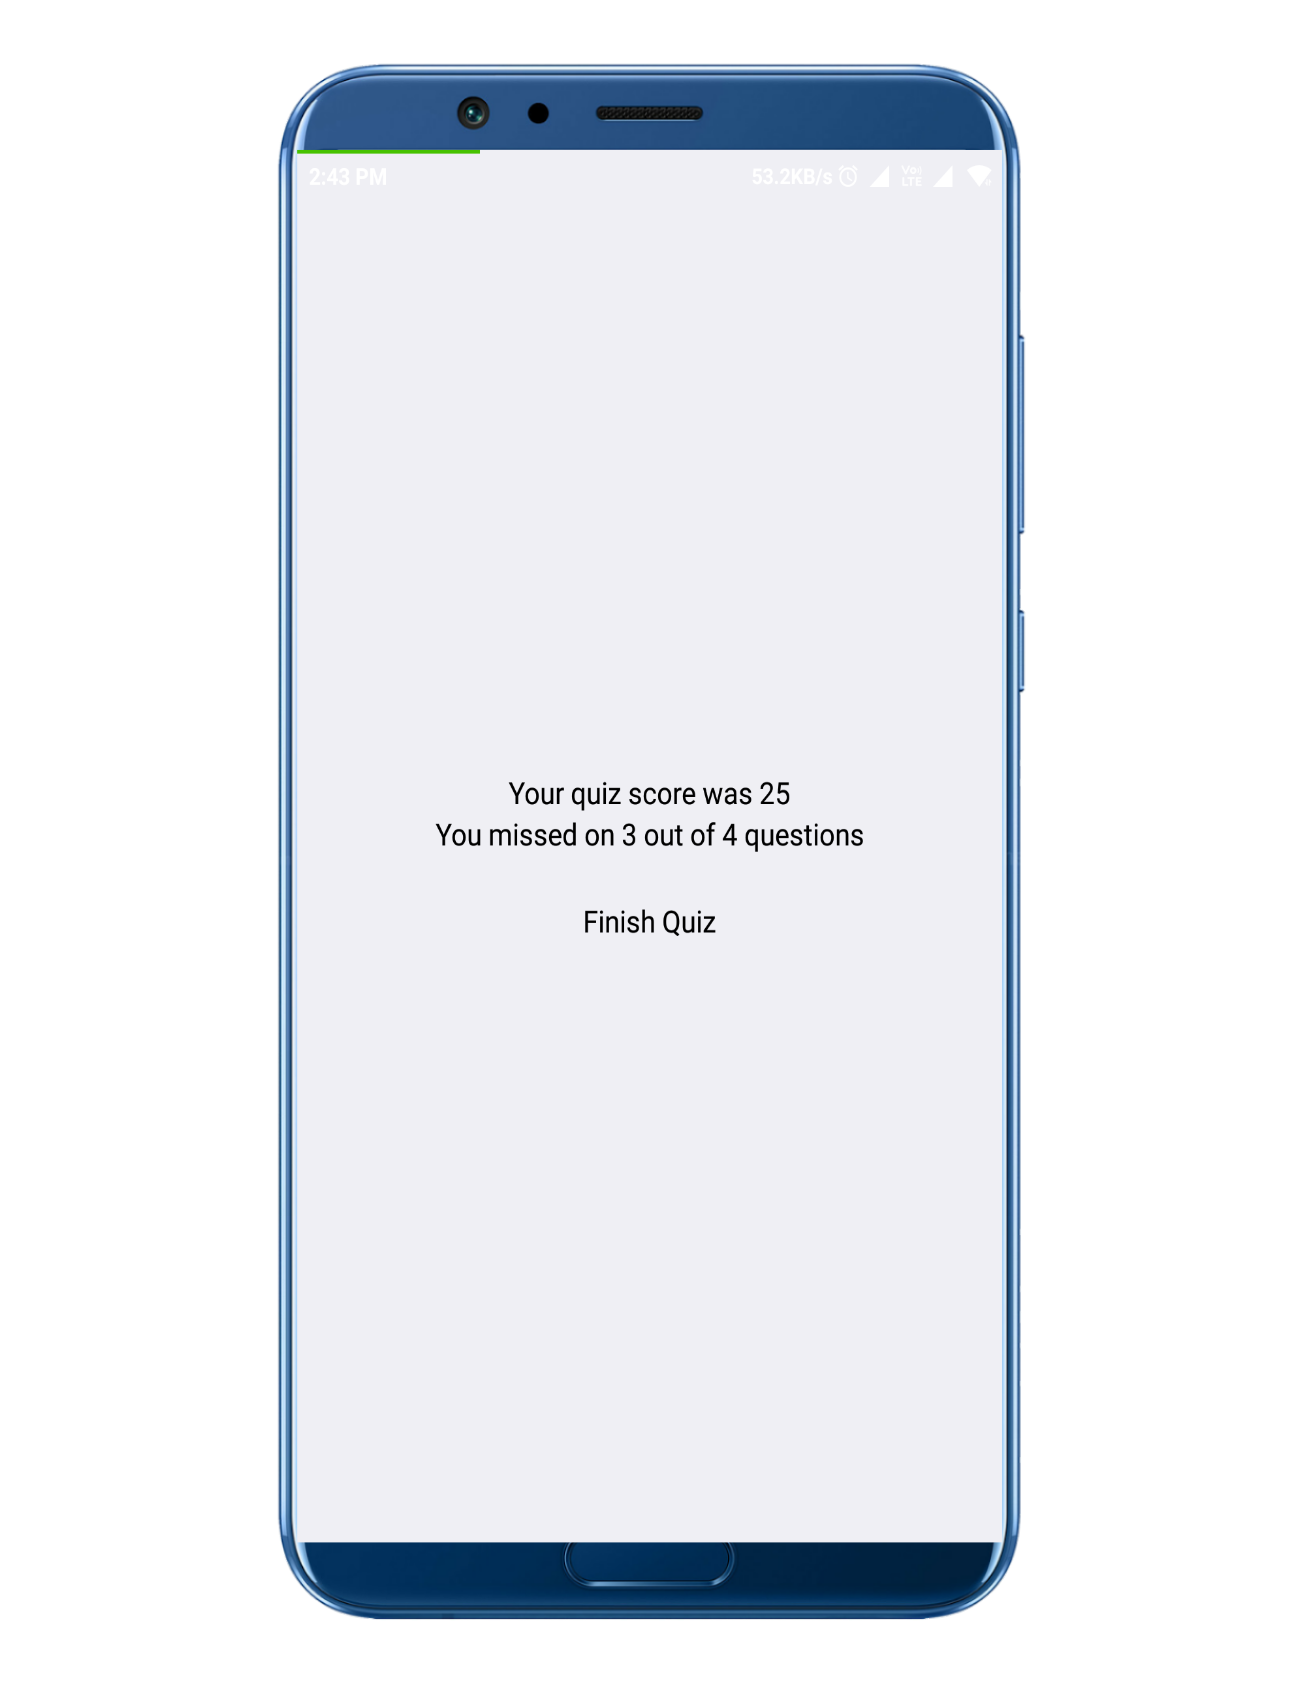 2:43 PM 53.2KB/s Vo LTE
Your quiz score was 25
You missed on 3 out of 4 questions
Finish Quiz